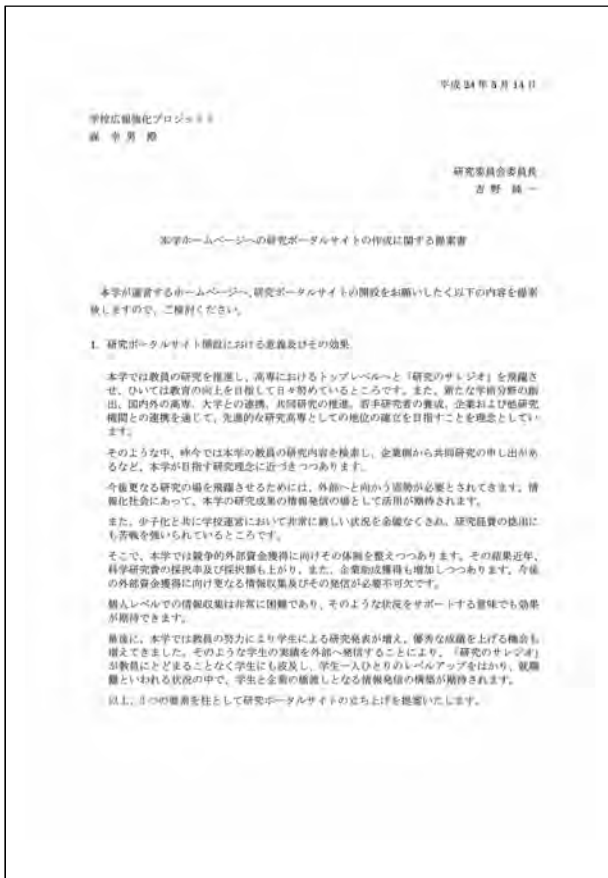 平成24年5月14日
学校広報強化プロジェクト
森 幸 男 殿
研究委員会委員長
吉 野 純 一
本学ホームページへの研究ポータルサイトの作成に関する提案書
本学が運営するホームページへ、研究ポータルサイトの開設をお願いしたく以下の内容を提案
致しますので、ご検討ください。
1. 研究ポータルサイト開設における意義及びその効果
本学では教員の研究を推進し、高専におけるトップレベルへと「研究のサレジオ」を飛躍さ
せ、ひいては教育の向上を目指して日々努めているところです。また、新たな学術分野の創
出、国内外の高専、大学との連携、共同研究の推進、若手研究者の養成、企業および他研究
機関との連携を通じて、先進的な研究高専としての地位の確立を目指すことを理念としてい
ます。
そのような中、昨今では本学の教員の研究内容を検索し、企業側から共同研究の申し出があ
るなど、本学が目指す研究理念に近づきつつあります。
今後更なる研究の場を飛躍させるためには、外部へと向かう姿勢が必要とされてきます。情
報化社会にあって、本学の研究成果の情報発信の場として活用が期待されます。
また、少子化と共に学校運営において非常に厳しい状況を余儀なくされ、研究経費の捻出に
も苦戦を強いられているところです。
そこで、本学では競争的外部資金獲得に向けその体制を整えつつあります。その結果近年、
科学研究費の採択率及び採択額も上がり、また、企業助成獲得も増加しつつます。今後
の外部資金獲得に向け更なる情報収集及びその発信が必要不可欠です。
個人レベルでの情報収集は非常に困難であり、そのような状況をサポートする意味でも効果
が期待できます。
最後に、本学では教員の努力により学生による研究発表が増え、優秀な成績を上げる機会も
増えてきました。そのような学生の実績を外部へ発信することにより、「研究のサレジオ」
が教員にとどまることなく学生にも波及し、学生一人ひとりのレベルアップをはかり、就職
難といわれる状況の中で、学生と企業の橋渡しとなる情報発信の構築が期待されます。
以上、3つの要素を柱として研究ポータルサイトの立ち上げを提案いたします。